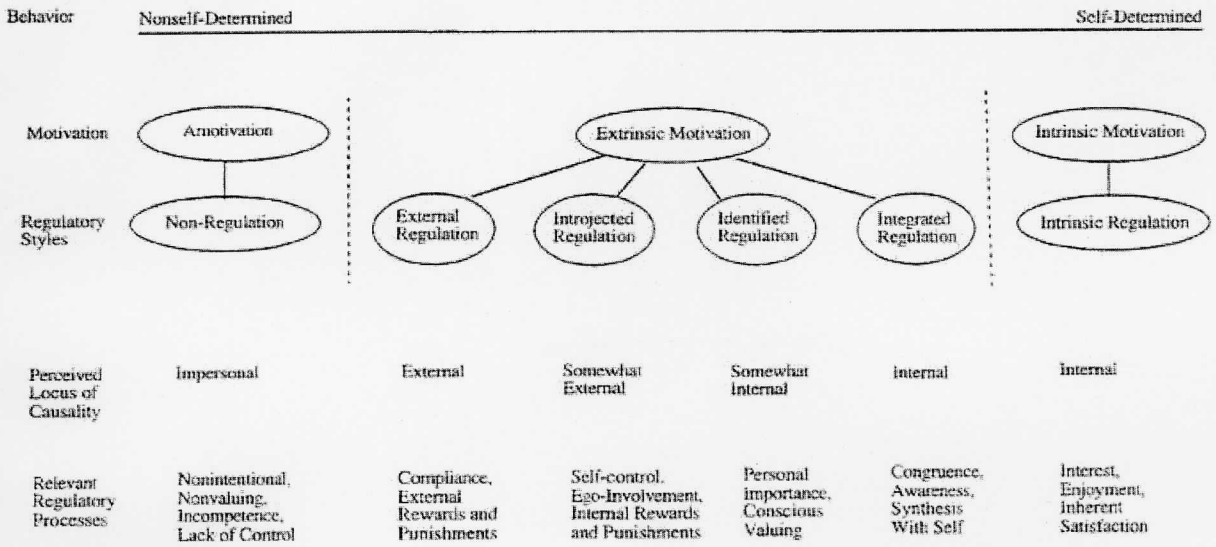 Behavior Nonself-Determined Self-Determined
Motivation Amotivation Extrinsic Motivation Intrinsic Motivation
Regulatory
Styles
Non-Regulation
External
Regulation
Introjected
Regulation
Identified
Regulation
Integrated
Regulation
Intrinsic Regulation
Perceived
Locus of
Causality
Impersonal
External
Somewhat
External
Somewhat
Internal
Internal
Internal
Relevant
Regulatory
Processes
Nonintentional,
Nonvaluing,
Incompetence,
Lack of Control
Compliance,
External
Rewards and
Punishments
Self-control,
Ego-Involvement,
Internal Rewards
and Punishments
Personal
Importance,
Conscious
Valuing
Congruence,
Awareness,
Synthesis
With Self
Interest,
Enjoyment,
Inherent
Satisfaction